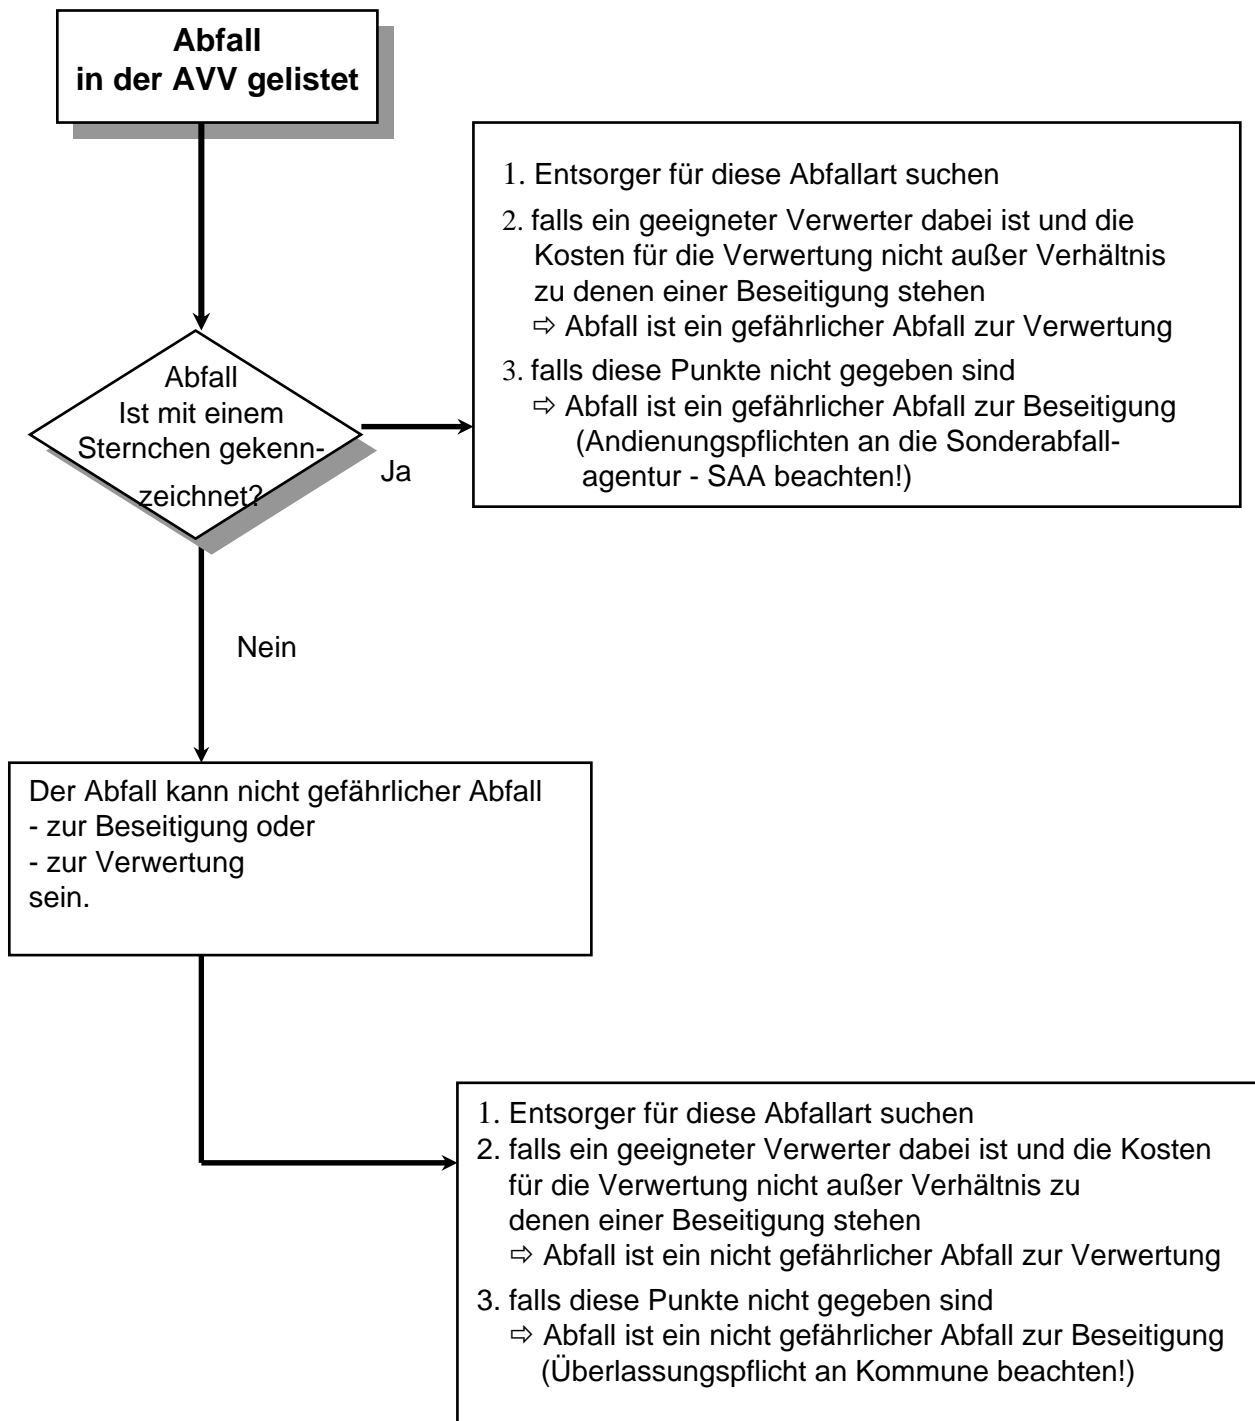 Abfall
in der AVV gelistet
1. Entsorger für diese Abfallart suchen
2. falls ein geeigneter Verwerter dabei ist und die
Kosten für die Verwertung nicht außer Verhältnis
zu denen einer Beseitigung stehen
⇨ Abfall ist ein gefährlicher Abfall zur Verwertung
3. falls diese Punkte nicht gegeben sind
⇨ Abfall ist ein gefährlicher Abfall zur Beseitigung
(Andienungspflichten an die Sonderabfall-
agentur - SAA beachten!)
Abfall
Ist mit einem
Sternchen gekenn-
zeichnet?
Ja
Nein
Der Abfall kann nicht gefährlicher Abfall
- zur Beseitigung oder
- zur Verwertung
sein.
1. Entsorger für diese Abfallart suchen
2. falls ein geeigneter Verwerter dabei ist und die Kosten
für die Verwertung nicht außer Verhältnis zu
denen einer Beseitigung stehen
⇨ Abfall ist ein nicht gefährlicher Abfall zur Verwertung
3. falls diese Punkte nicht gegeben sind
⇨ Abfall ist ein nicht gefährlicher Abfall zur Beseitigung
(Überlassungspflicht an Kommune beachten!)